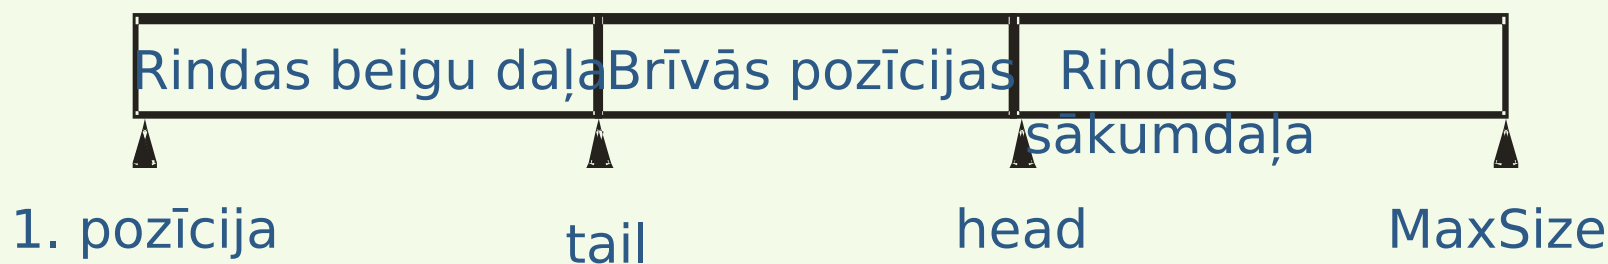 Rindas beigu daļa
Brīvās pozīcijas
Rindas
sākumdaļa
1. pozīcija
tail
head
MaxSize